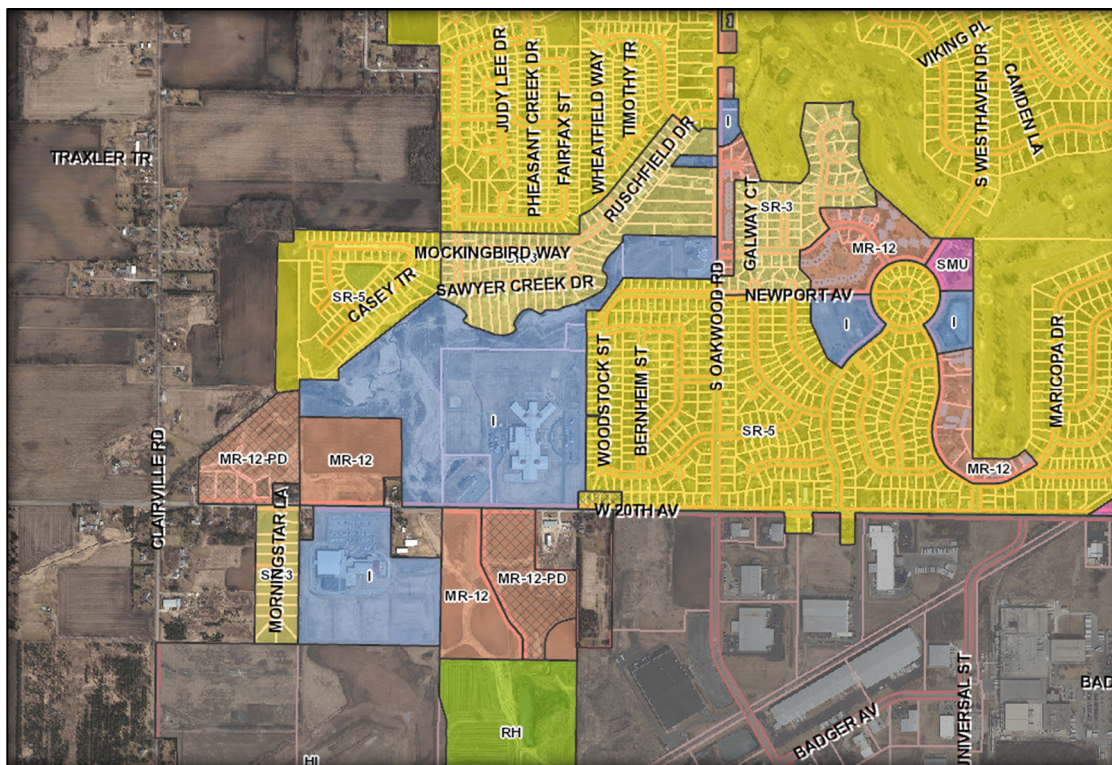 VIKING PL
JUDY LEE DR
PHEASANT CREEK DR
FAIRFAX ST
WHEATFIELD WAY
TIMOTHY TR
S WESTHAVEN DR
CAMDEN LA
I
RUSCHFIELD DR
TRAXLER TR
GALWAY CT
SR-3
MOCKINGBIRD WAY
MR-12
SMU
SAWYER CREEK DR
SR-5
CASEY TR
NEWPORT AV
S OAKWOOD RD
I
I
MARICOPA DR
WOODSTOCK ST
BERNHEIM ST
I
SR-5
CLAIRVILLE RD
MR-12-PD
MR-12
MR-12
W 20TH AV
MORNINGSTAR LA
I
MR-12
MR-12-PD
UNIVERSAL ST
BADGER AV
RH